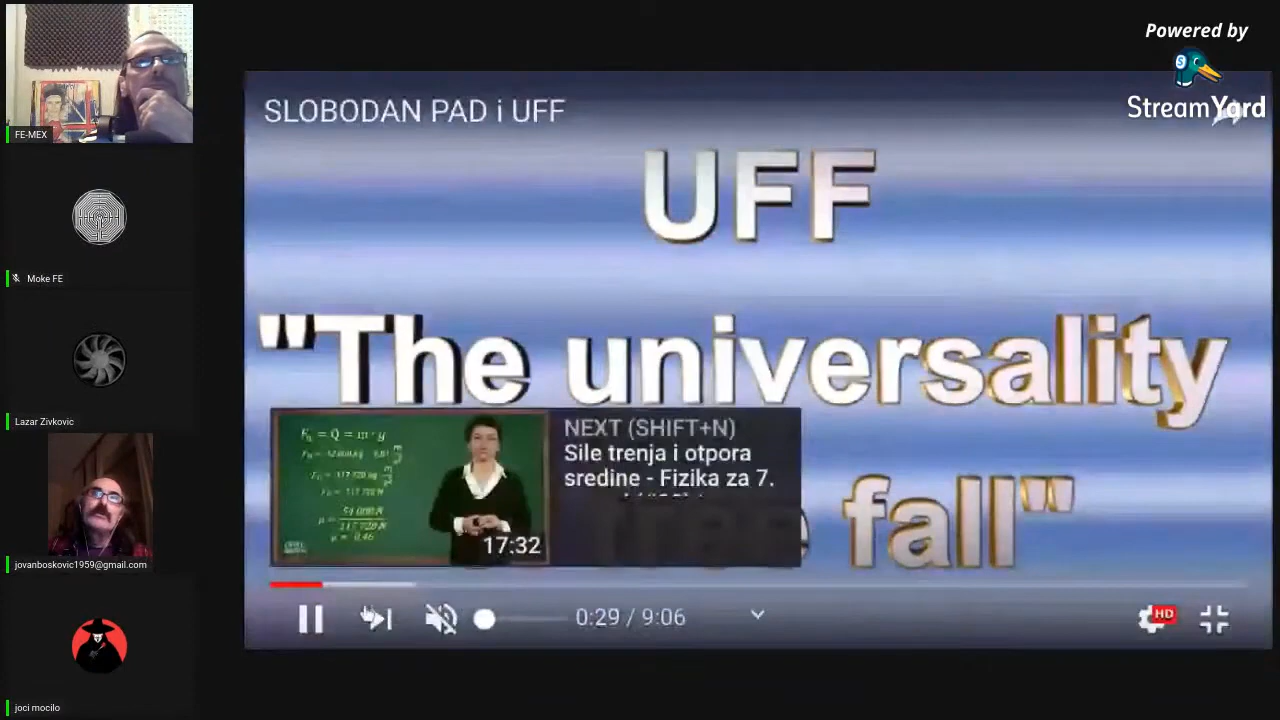 Powered by
StreamYard
FE-MEX
Moke FE
Lazar Zivkovic
jovanboskovic1959@gmail.com
joci mocilo
SLOBODAN PAD i UFF
UFF
"The universality
fall"
NEXT (SHIFT+N)
Sile trenja i otpora
sredine - Fizika za 7.
17:32
0:29 / 9:06
HD